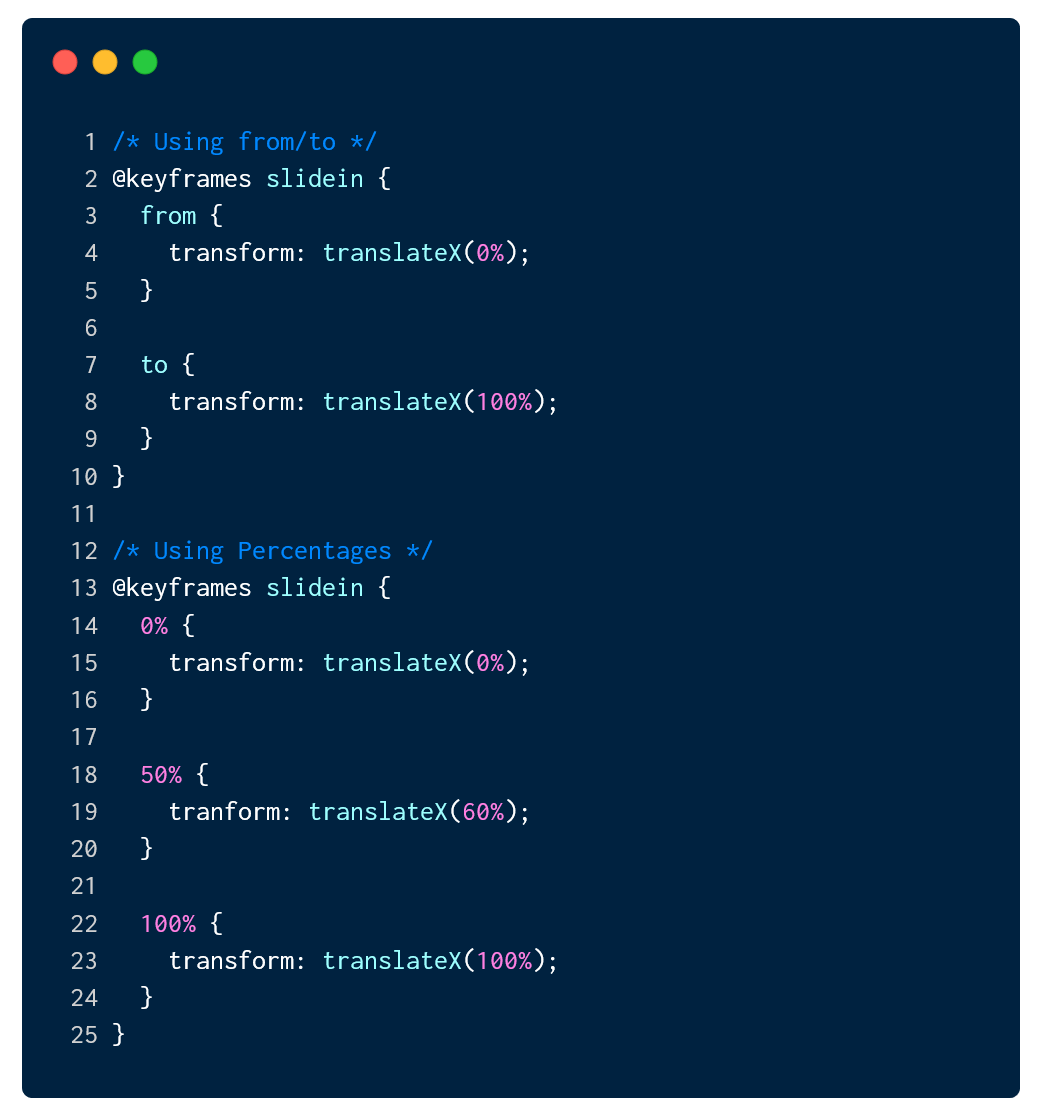 1 /* Using from/to */
2 @keyframes slidein {
3   from {
4     transform: translateX(0%);
5   }
6
7   to {
8     transform: translateX(100%);
9   }
10 }
11
12 /* Using Percentages */
13 @keyframes slidein {
14   0% {
15     transform: translateX(0%);
16   }
17
18   50% {
19     tranform: translateX(60%);
20   }
21
22   100% {
23     transform: translateX(100%);
24   }
25 }